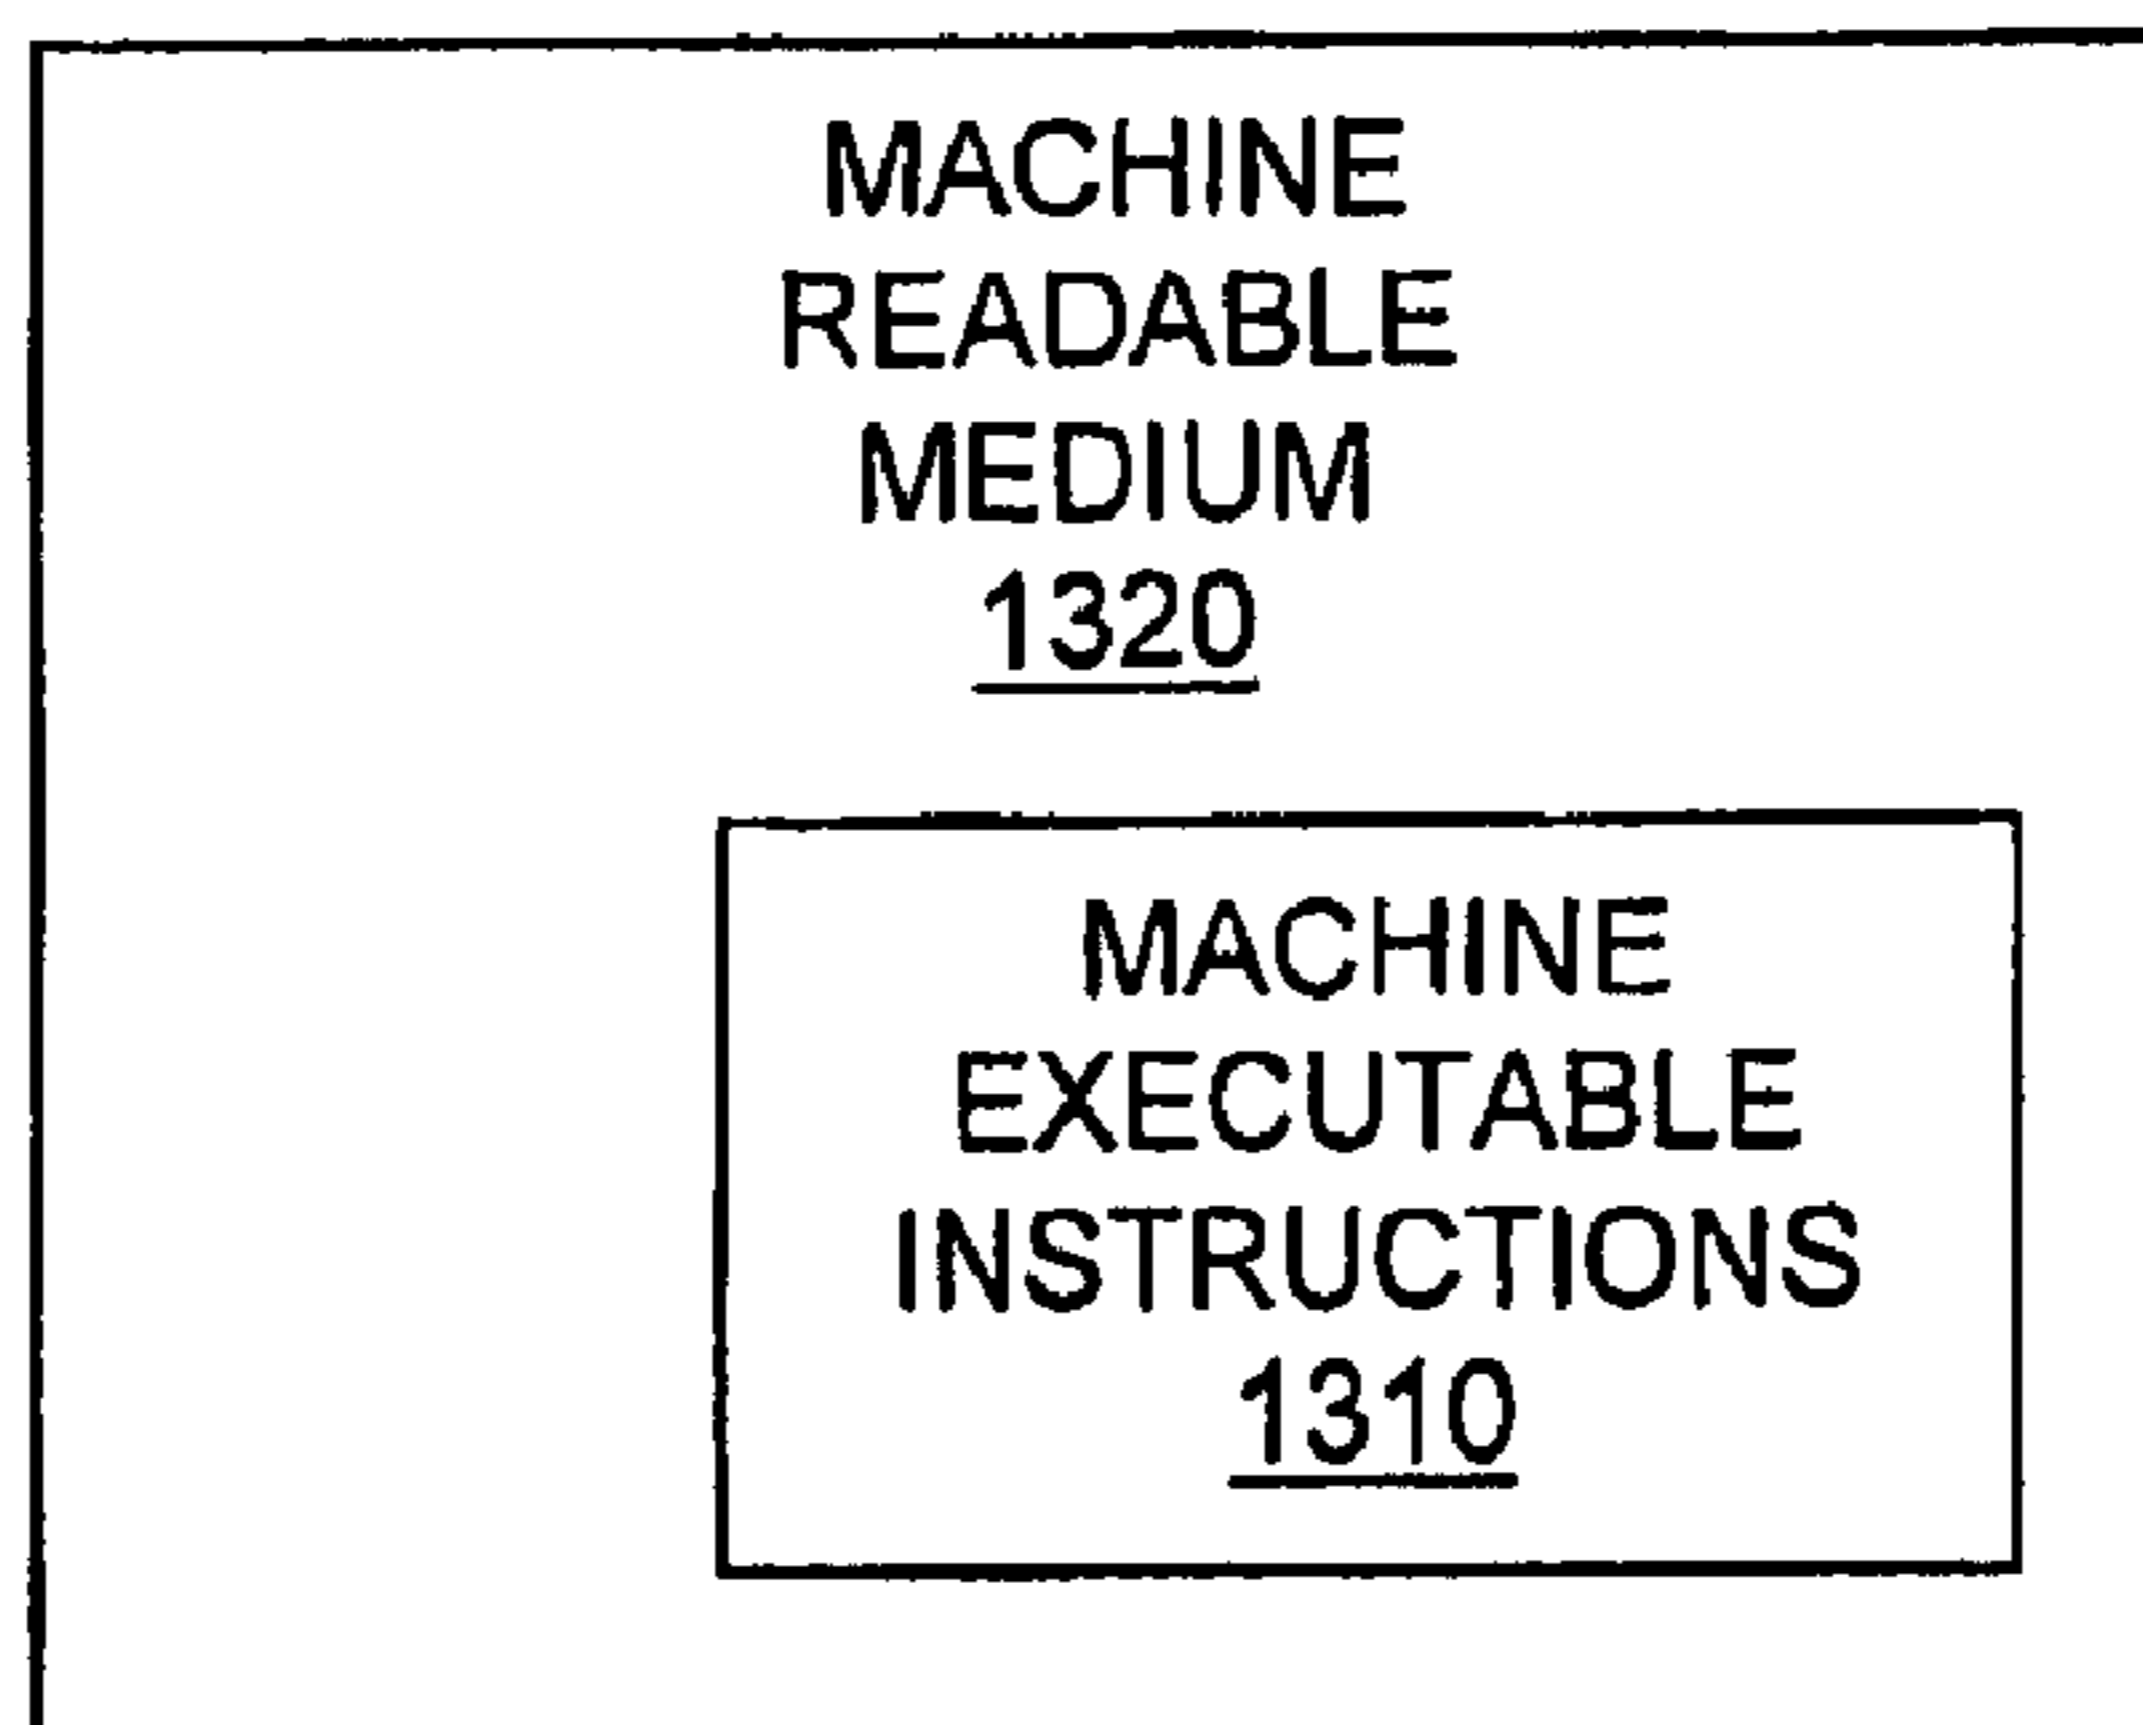 MACHINE
READABLE
MEDIUM
1320
MACHINE
EXECUTABLE
INSTRUCTIONS
1310